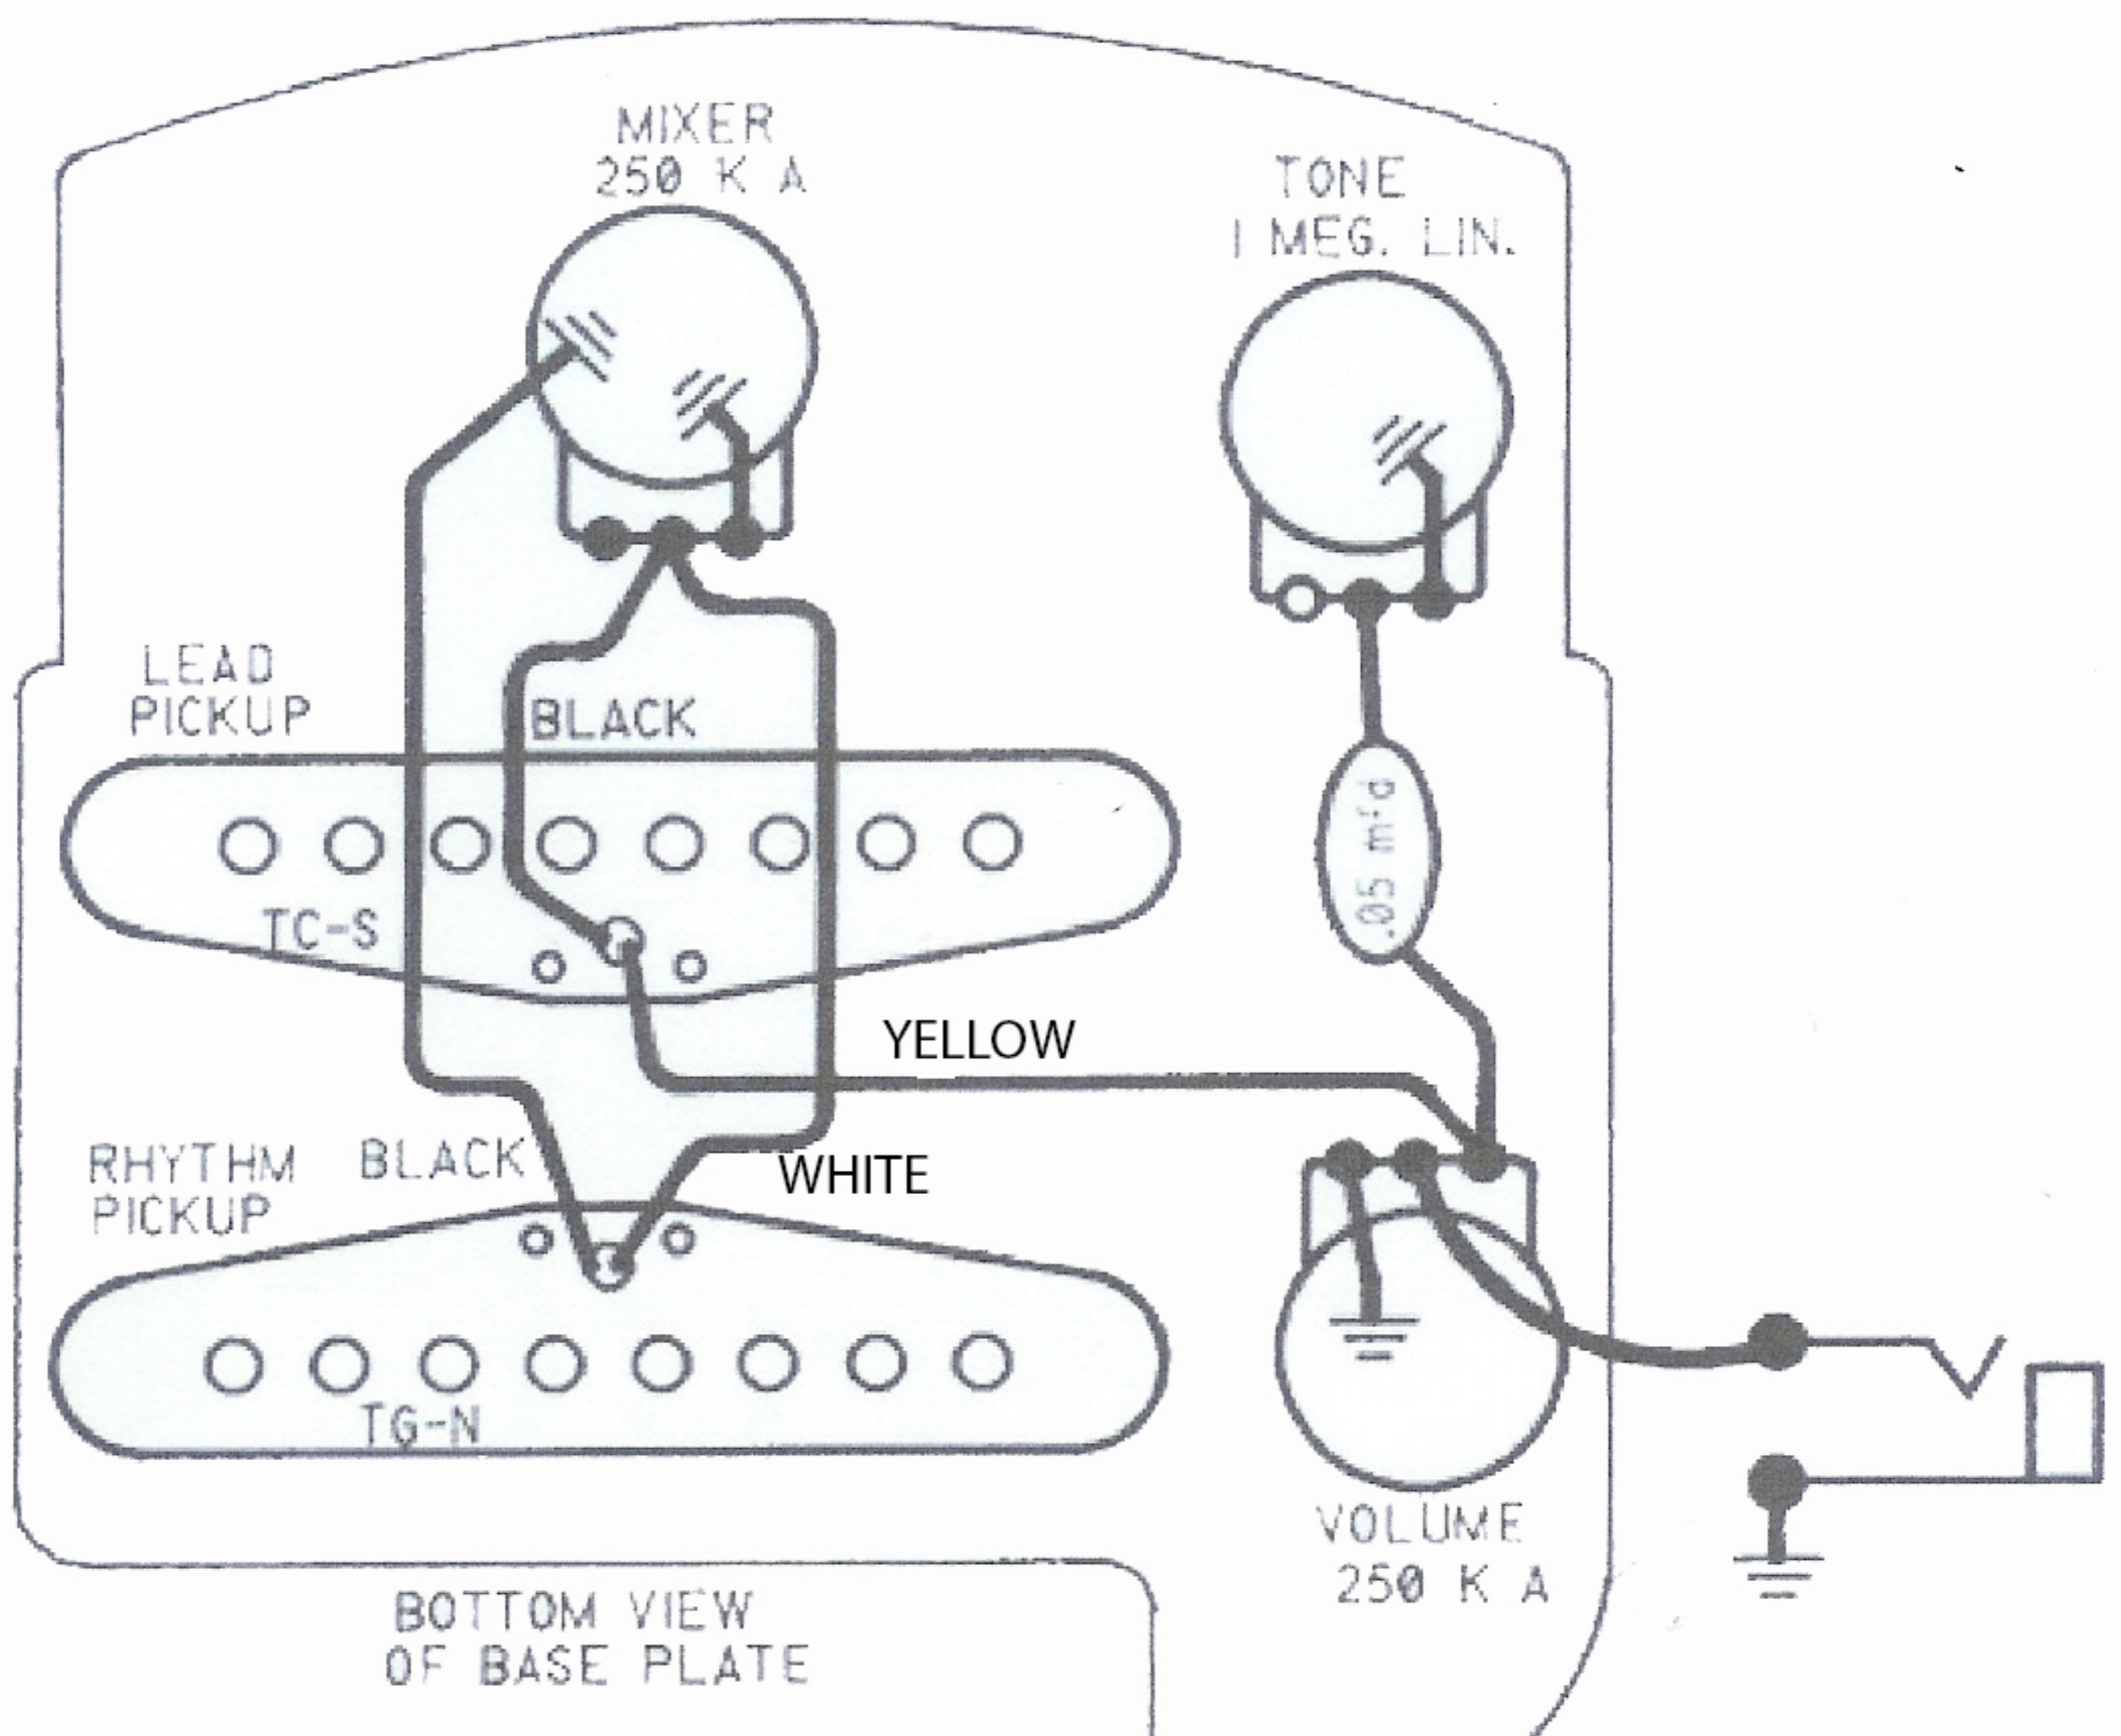 MIXER
250 K A
TONE
1 MEG. LIN.
LEAD
PICKUP
BLACK
.05 mfd
TC-S
YELLOW
RHYTHM
PICKUP
BLACK
WHITE
TG-N
VOLUME
250 K A
BOTTOM VIEW
OF BASE PLATE